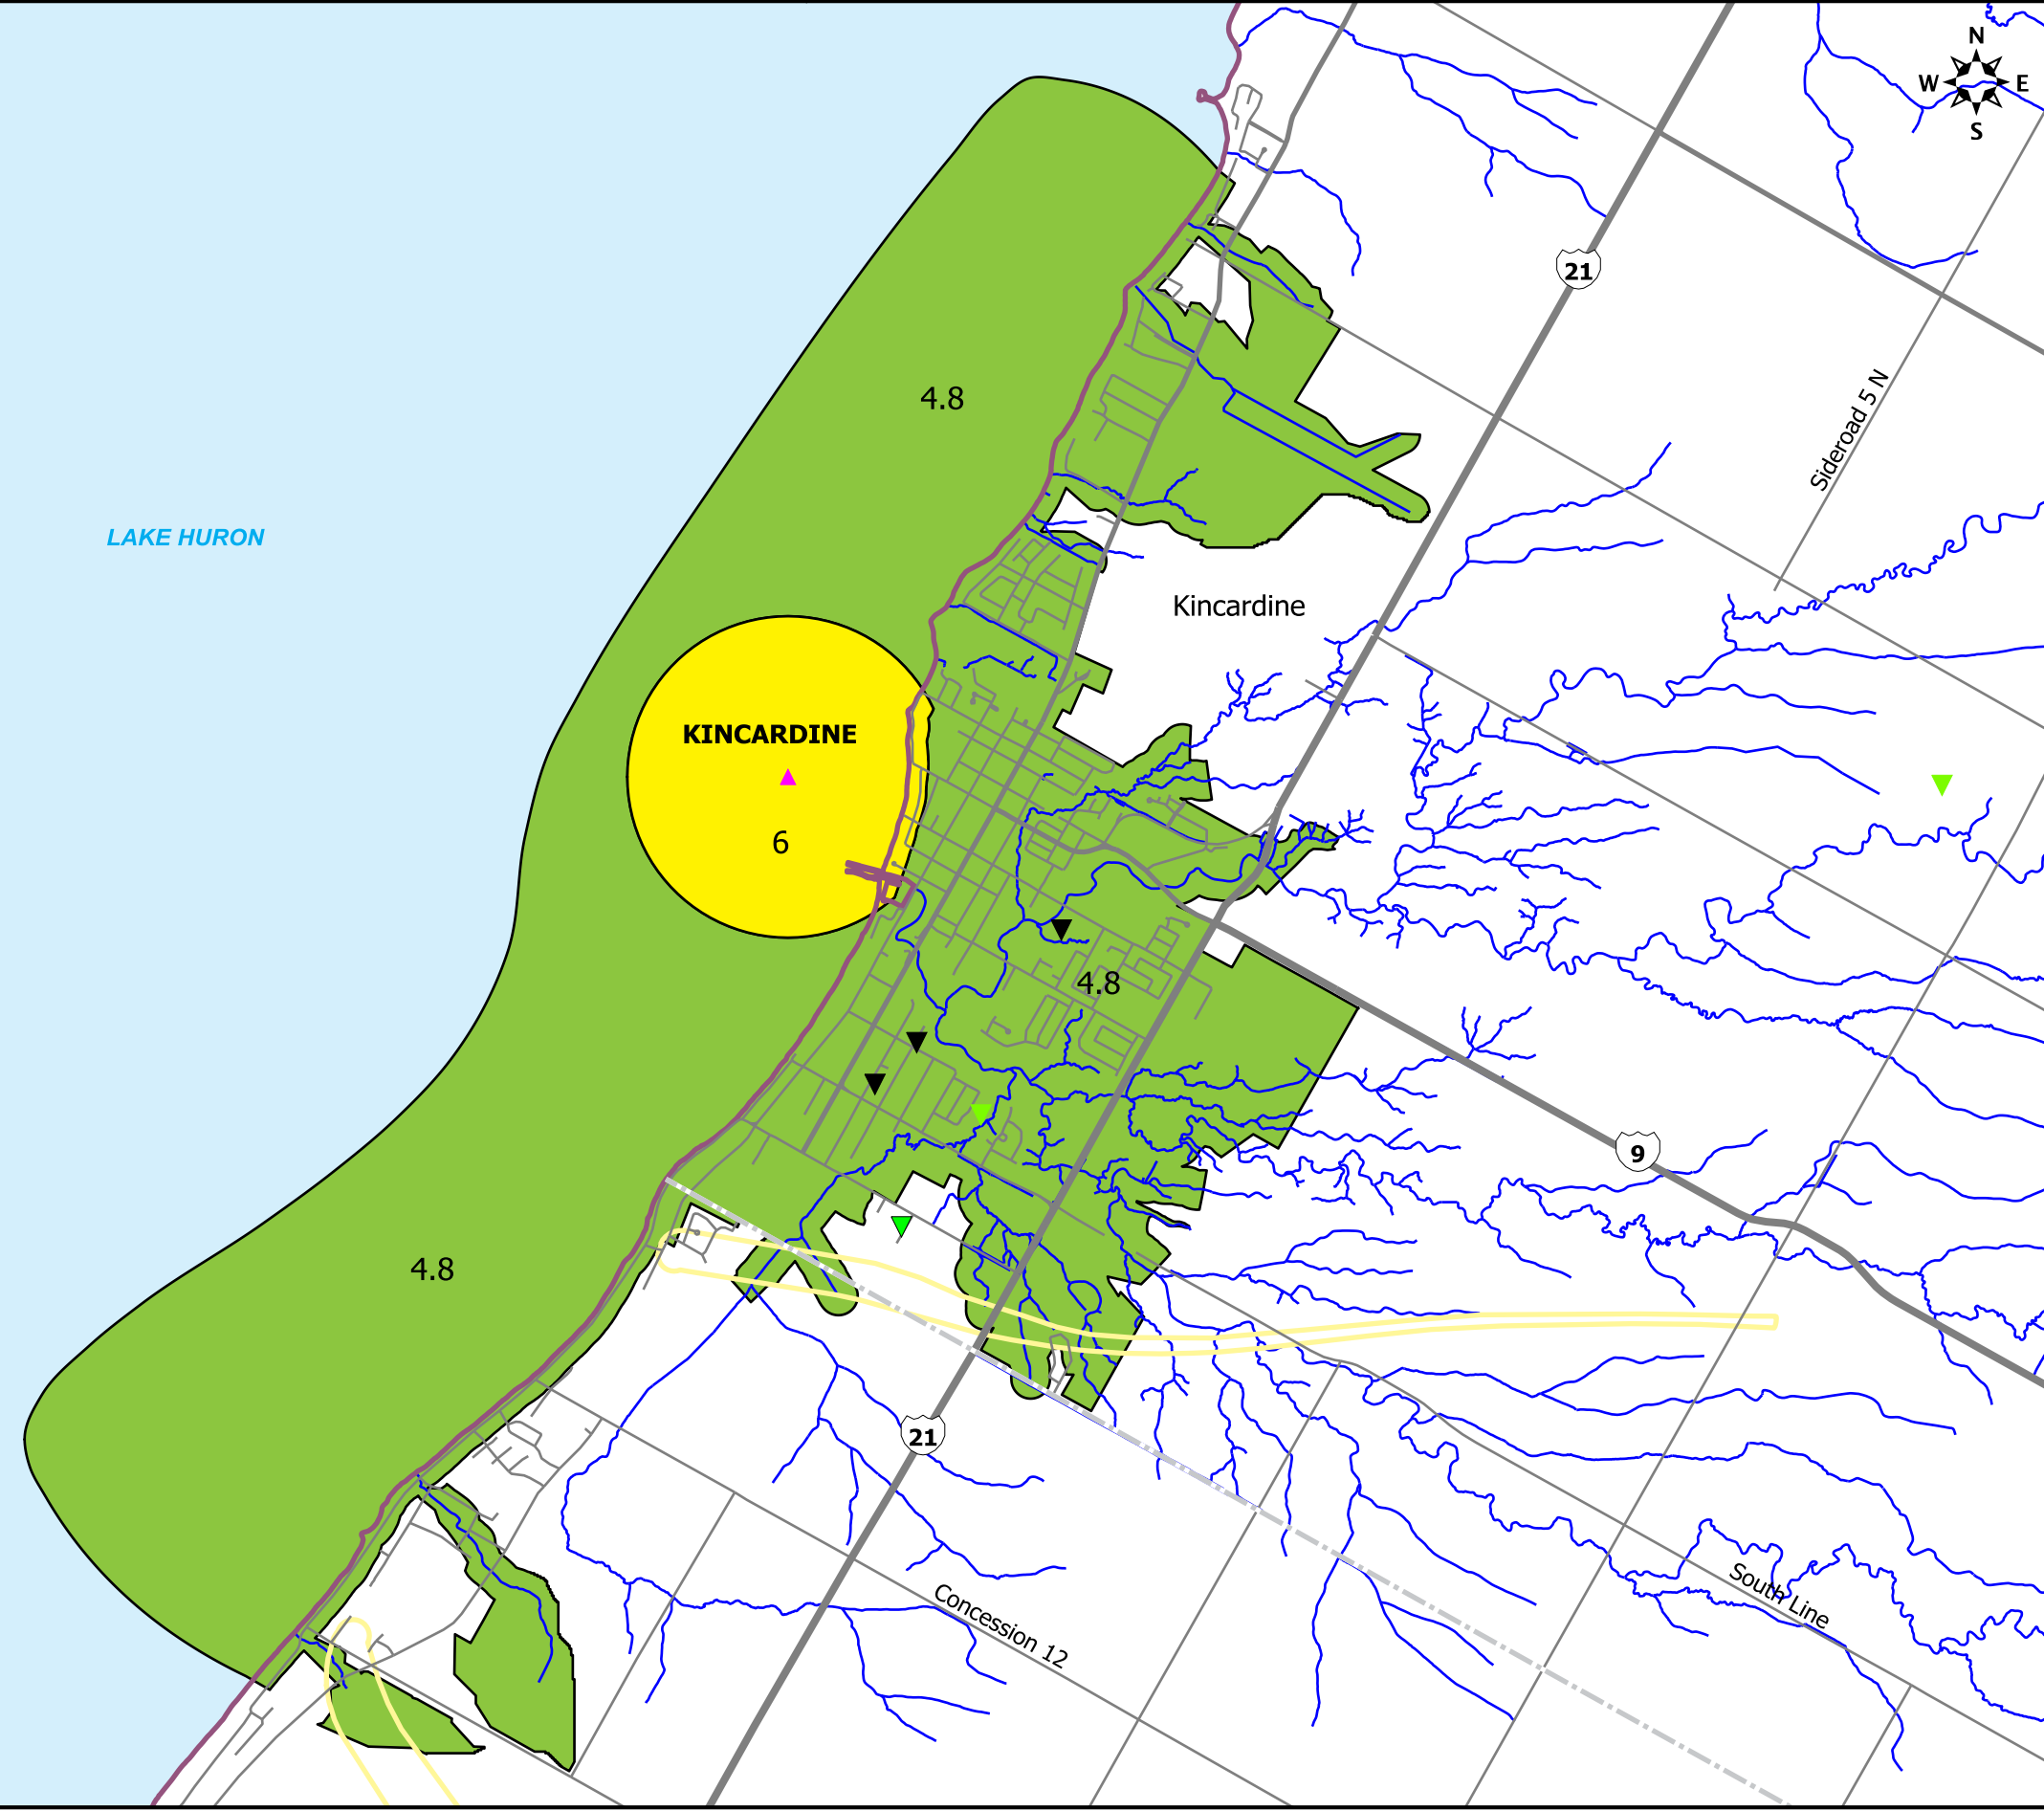 N
W E
S
21
4.8
Sideroad 5 N
LAKE HURON
Kincardine
KINCARDINE
6
4.8
9
4.8
21
South Line
Concession 12